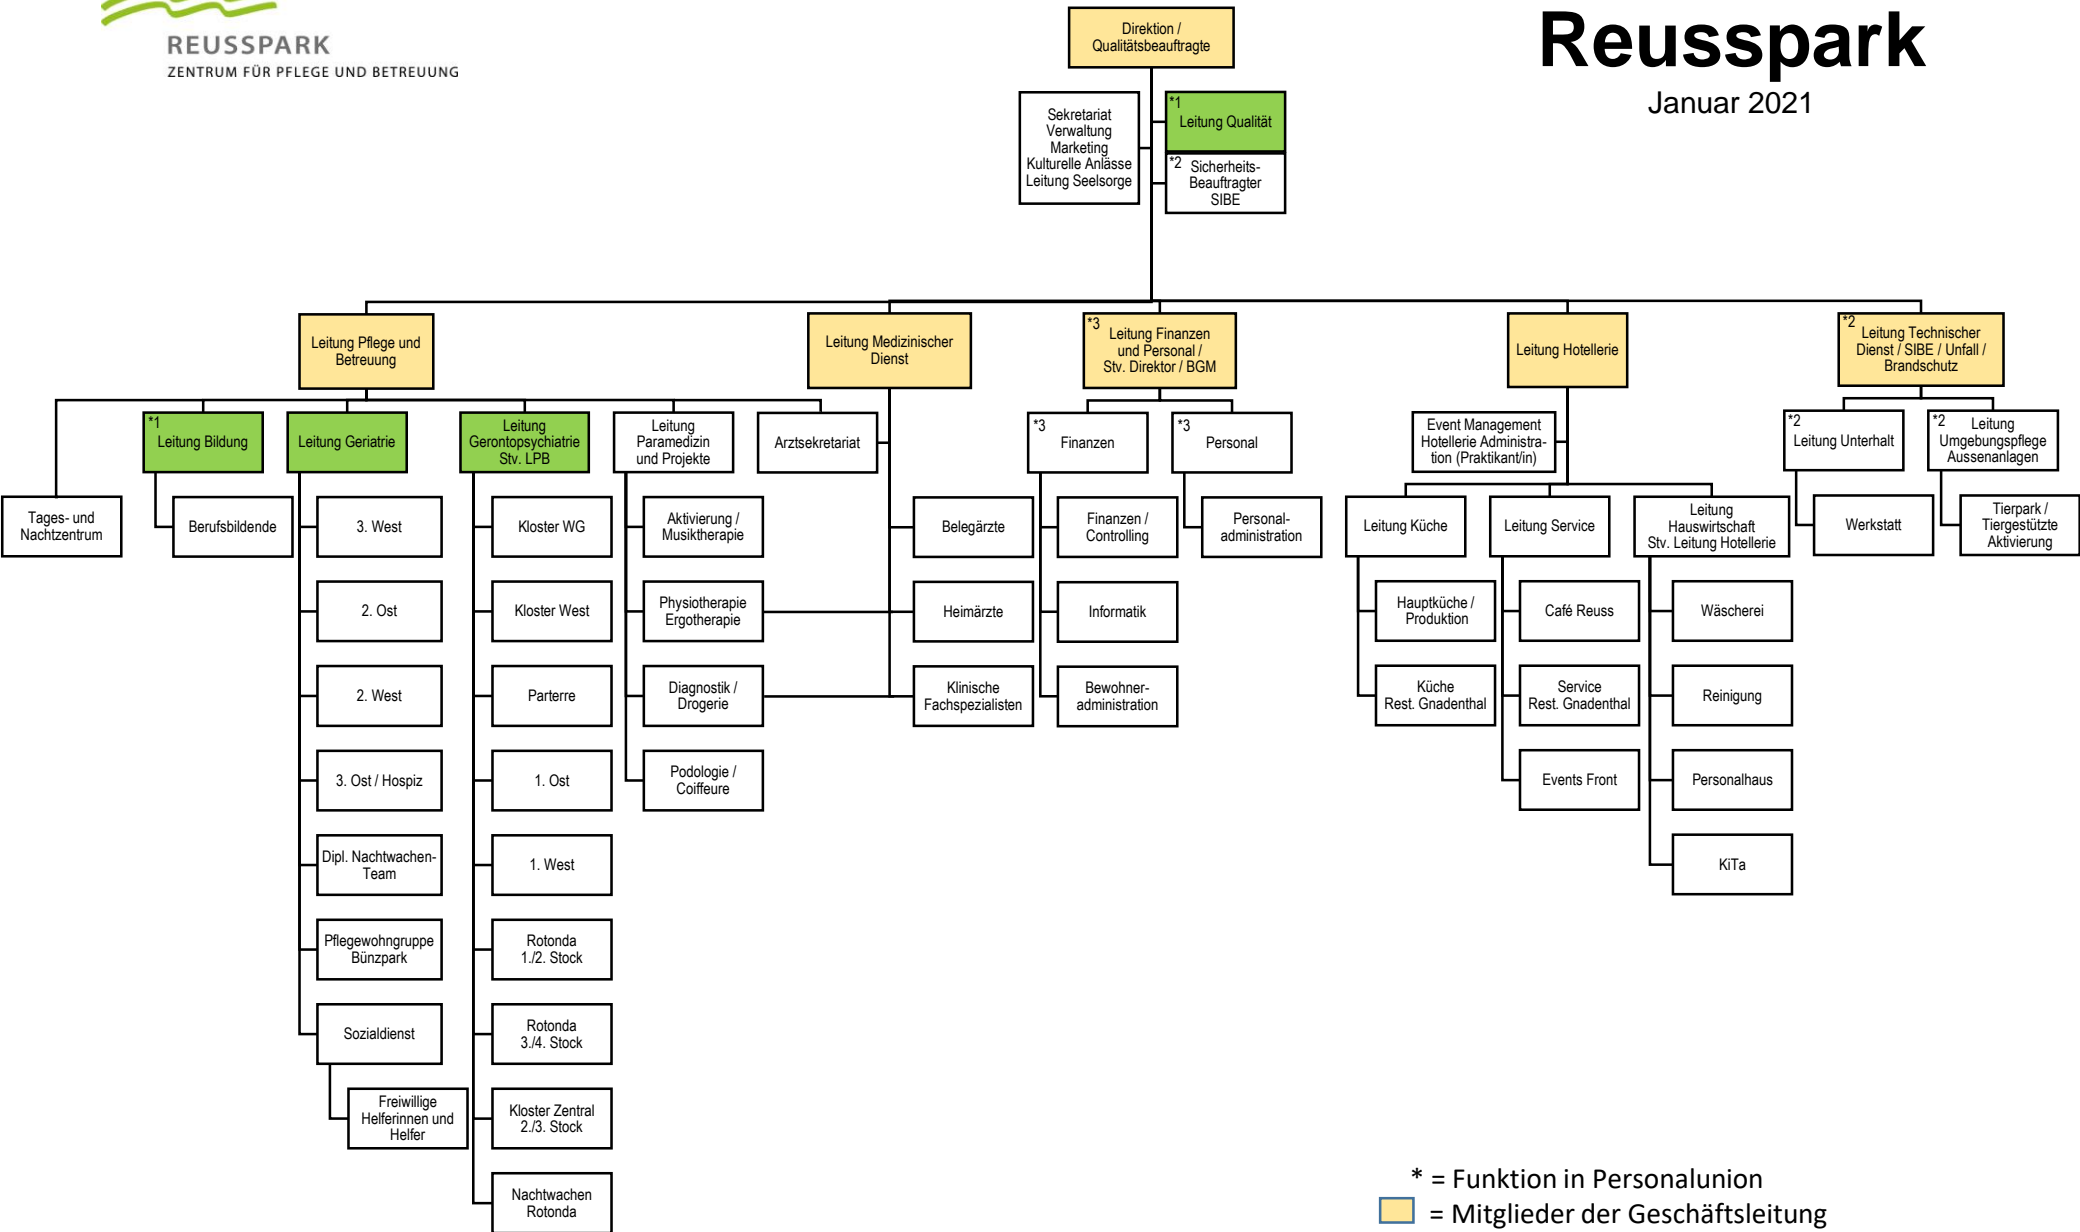 REUSSPARK
ZENTRUM FÜR PFLEGE UND BETREUUNG
Reusspark
Januar 2021
Direktion /
Qualitätsbeauftragte
Sekretariat
Verwaltung
Marketing
Kulturelle Anlässe
Leitung Seelsorge
*1
Leitung Qualität
*2 Sicherheits-
Beauftragter
SIBE
Leitung Pflege und
Betreuung
Leitung Medizinischer
Dienst
*3 Leitung Finanzen
und Personal /
Stv. Direktor / BGM
Leitung Hotellerie
*2 Leitung Technischer
Dienst / SIBE / Unfall /
Brandschutz
Tages- und
Nachtzentrum
*1
Leitung Bildung
Berufsbildende
Leitung Geriatrie
3. West
2. Ost
2. West
3. Ost / Hospiz
Dipl. Nachtwachen-
Team
Pflegewohngruppe
Bünzpark
Sozialdienst
Freiwillige
Helferinnen und
Helfer
Leitung
Gerontopsychiatrie
Stv. LPB
Kloster WG
Kloster West
Parterre
1. Ost
1. West
Rotonda
1./2. Stock
Rotonda
3./4. Stock
Kloster Zentral
2./3. Stock
Nachtwachen
Rotonda
Leitung
Paramedizin
und Projekte
Aktivierung /
Musiktherapie
Physiotherapie
Ergotherapie
Diagnostik /
Drogerie
Podologie /
Coiffeure
Arztsekretariat
Belegärzte
Heimärzte
Klinische
Fachspezialisten
*3
Finanzen
Finanzen /
Controlling
Informatik
Bewohner-
administration
*3
Personal
Personal-
administration
Event Management
Hotellerie Administra-
tion (Praktikant/in)
Leitung Küche
Hauptküche /
Produktion
Küche
Rest. Gnadenthal
Leitung Service
Café Reuss
Service
Rest. Gnadenthal
Events Front
Leitung
Hauswirtschaft
Stv. Leitung Hotellerie
Wäscherei
Reinigung
Personalhaus
KiTa
*2
Leitung Unterhalt
Werkstatt
*2 Leitung
Umgebungspflege
Aussenanlagen
Tierpark /
Tiergestützte
Aktivierung
* = Funktion in Personalunion
= Mitglieder der Geschäftsleitung